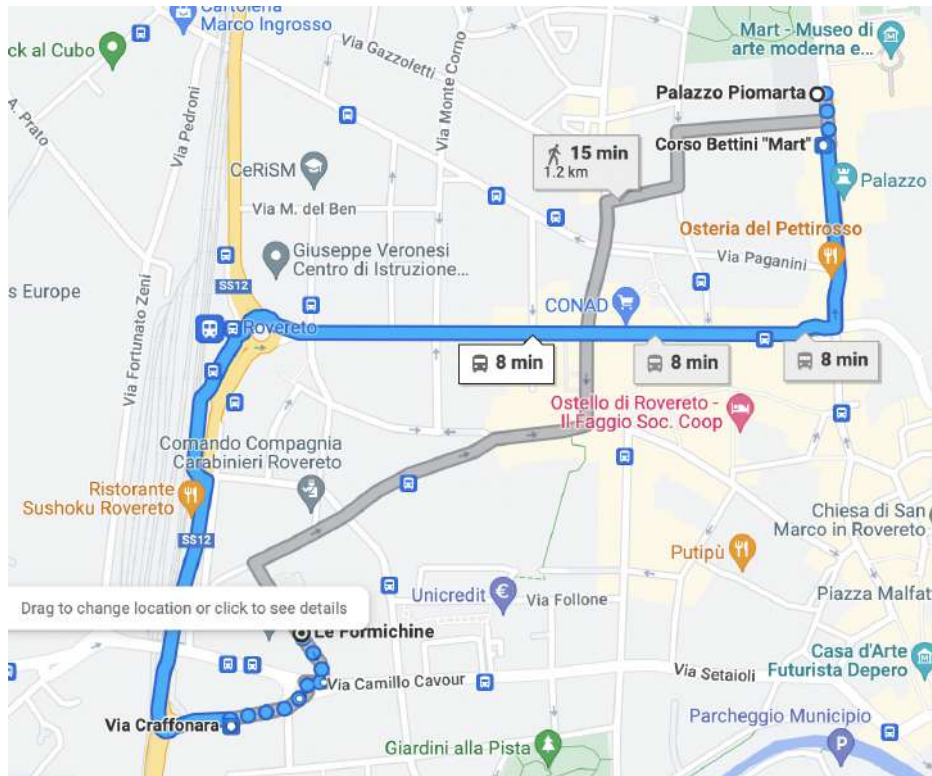 Cartoleria
Marco Ingrosso
ck al Cubo
Via Gazzoletti
Via Monte Corno
Mart - Museo di
arte moderna e...
A. Prato
Via Pedroni
Palazzo Piomarta
15 min
1.2 km
Corso Bettini "Mart"
CeRiSM
Palazzo
Via M. del Ben
Osteria del Pettirosso
Giuseppe Veronesi
Centro di Istruzione...
Via Paganini
s Europe
SS12
Via Fortunato Zeni
CONAD
Rovereto
8 min
8 min
8 min
Ostello di Rovereto -
Il Faggio Soc. Coop
Comando Compagnia
Carabinieri Rovereto
Ristorante
Sushoku Rovereto
Chiesa di San
Marco in Rovereto
SS12
Putipù
Unicredit
Via Follone
Piazza Malfat
Drag to change location or click to see details
Le Formichine
Casa d'Arte
Futurista Depero
Via Setaioli
Via Camillo Cavour
Via Craffonara
Parcheggio Municipio
P
Giardini alla Pista